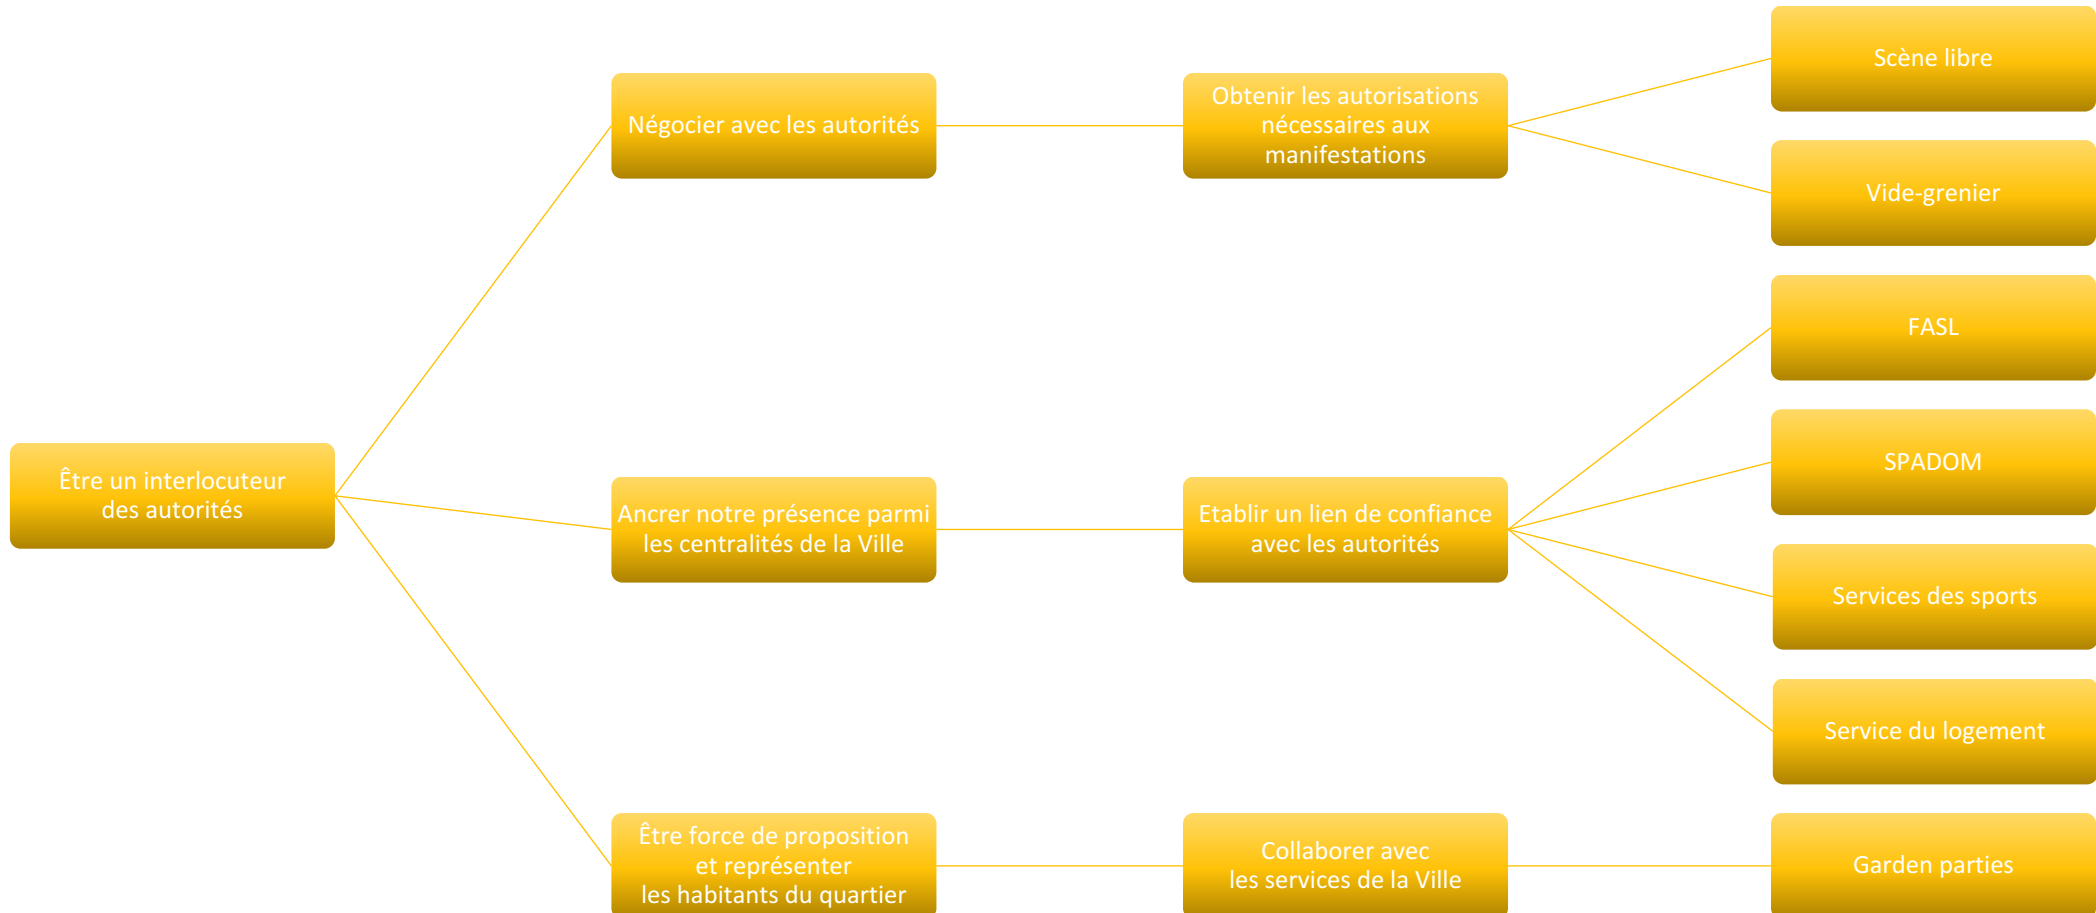 Être un interlocuteur
des autorités
Négocier avec les autorités
Obtenir les autorisations
nécessaires aux
manifestations
Scène libre
Vide-grenier
Ancrer notre présence parmi
les centralités de la Ville
Etablir un lien de confiance
avec les autorités
FASL
SPADOM
Services des sports
Service du logement
Être force de proposition
et représenter
les habitants du quartier
Collaborer avec
les services de la Ville
Garden parties